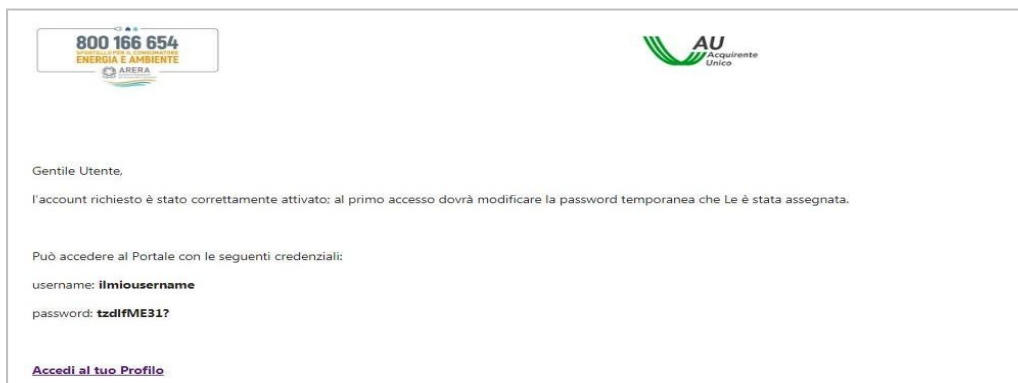 800 166 654
SPORTELLO PER IL CONSUMATORE
ENERGIA E AMBIENTE
ARERA
AU
Acquirente
Unico
Gentile Utente,
l'account richiesto è stato correttamente attivato; al primo accesso dovrà modificare la password temporanea che Le è stata assegnata.
Può accedere al Portale con le seguenti credenziali:
username: ilmiousername
password: tzdlfME31?
Accedi al tuo Profilo